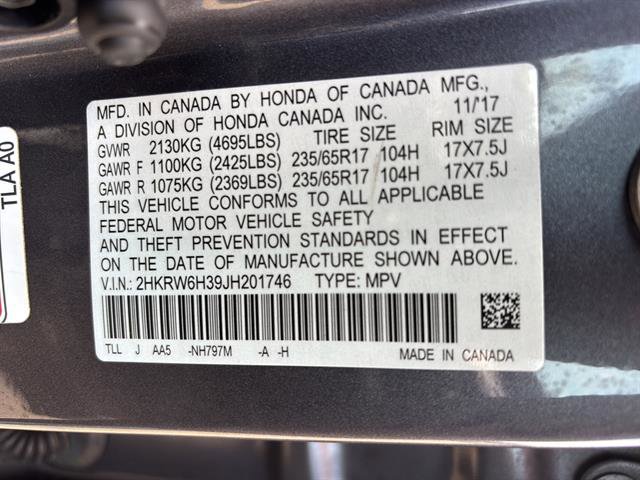 MFD. IN CANADA BY HONDA OF CANADA MFG.,
A DIVISION OF HONDA CANADA INC. 11/17
GVWR 2130KG (4695LBS) TIRE SIZE RIM SIZE
GAWR F 1100KG (2425LBS) 235/65R17 104H 17X7.5J
GAWR R 1075KG (2369LBS) 235/65R17 104H 17X7.5J
THIS VEHICLE CONFORMS TO ALL APPLICABLE
FEDERAL MOTOR VEHICLE SAFETY
AND THEFT PREVENTION STANDARDS IN EFFECT
ON THE DATE OF MANUFACTURE SHOWN ABOVE.
V.I.N.: 2HKRW6H39JH201746 TYPE: MPV
TLL J AA5 -NH797M -A -H MADE IN CANADA
TLA A0